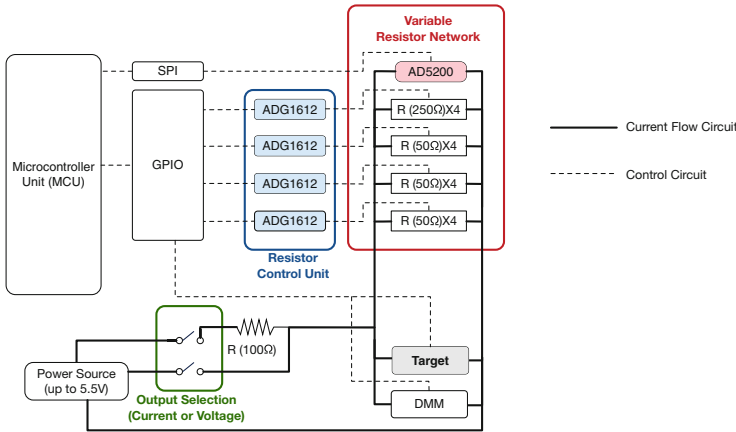 Variable
Resistor Network
SPI
AD5200
Microcontroller
Unit (MCU)
GPIO
ADG1612
R (250Ω)X4
ADG1612
R (50Ω)X4
ADG1612
R (50Ω)X4
ADG1612
R (50Ω)X4
Resistor
Control Unit
Current Flow Circuit
Control Circuit
R (100Ω)
Power Source
(up to 5.5V)
Output Selection
(Current or Voltage)
Target
DMM